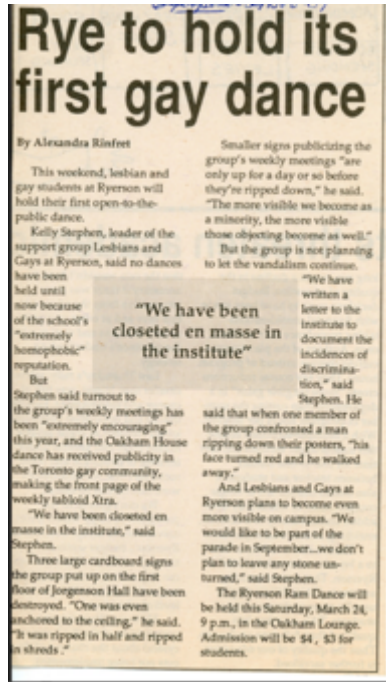 Rye to hold its
first gay dance
By Alexandra Rinfret
This weekend, lesbian and
gay students at Ryerson will
hold their first open-to-the-
public dance.
Kelly Stephen, leader of the
support group Lesbians and
Gays at Ryerson, said no dances
have been
held until
now because
of the school's
"extremely
homophobic"
reputation.
But
Stephen said turnout to
the group's weekly meetings has
been "extremely encouraging"
this year, and the Oakham House
dance has received publicity in
the Toronto gay community,
making the front page of the
weekly tabloid Xtra.
"We have been closeted en
masse in the institute," said
Stephen.
Three large cardboard signs
the group put up on the first
floor of Jorgenson Hall have been
destroyed. "One was even
anchored to the ceiling," he said.
"It was ripped in half and ripped
in shreds."
"We have been
closeted en masse in
the institute"
Smaller signs publicizing the
group's weekly meetings "are
only up for a day or so before
they're ripped down," he said.
"The more visible we become as
a minority, the more visible
those objecting become as well."
But the group is not planning
to let the vandalism continue.
"We have
written a
letter to the
institute to
document the
incidences of
discrimina-
tion," said
Stephen. He
said that when one member of
the group confronted a man
ripping down their posters, "his
face turned red and he walked
away."
And Lesbians and Gays at
Ryerson plans to become even
more visible on campus. "We
would like to be part of the
parade in September...we don't
plan to leave any stone un-
turned," said Stephen.
The Ryerson Ram Dance will
be held this Saturday, March 24,
9 p.m., in the Oakham Lounge.
Admission will be $4, $3 for
students.